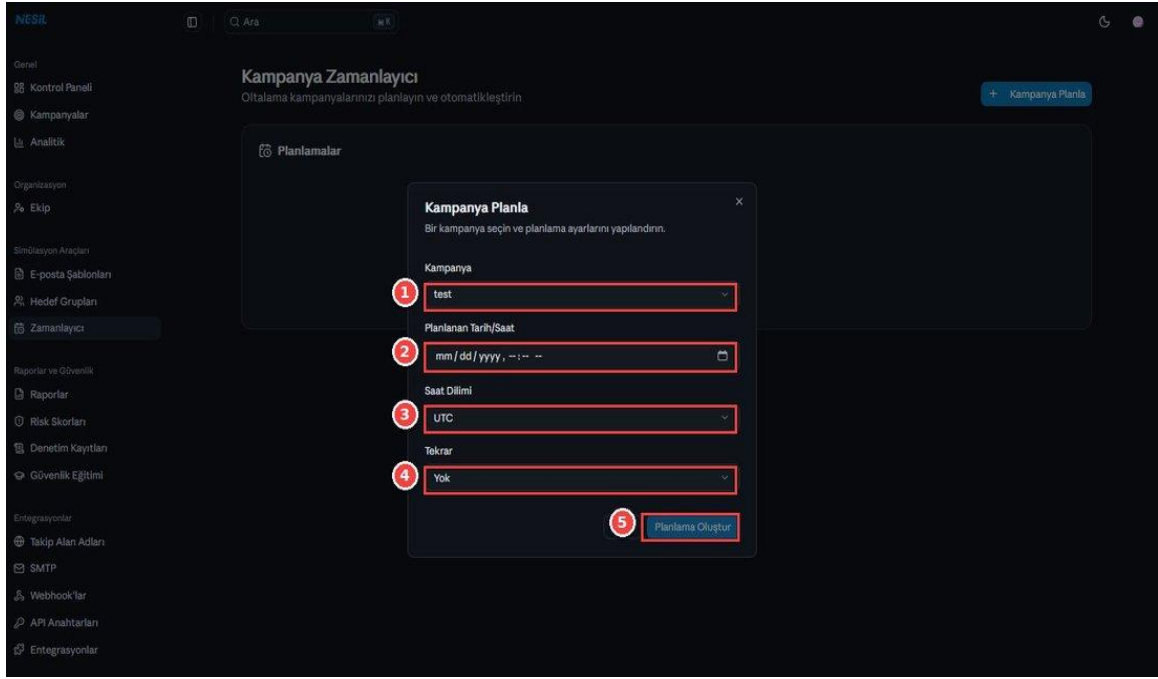 NESİL
Ara
⌘ K
Genel
Kontrol Paneli
Kampanyalar
Analitik
Organizasyon
Ekip
Simülasyon Araçları
E-posta Şablonları
Hedef Grupları
Zamanlayıcı
Raporlar ve Güvenlik
Raporlar
Risk Skorları
Denetim Kayıtları
Güvenlik Eğitimi
Entegrasyonlar
Takip Alan Adları
SMTP
Webhook'lar
API Anahtarları
Entegrasyonlar
Kampanya Zamanlayıcı
Oltalama kampanyalarınızı planlayın ve otomatikleştirin
+ Kampanya Planla
Planlamalar
Kampanya Planla
Bir kampanya seçin ve planlama ayarlarını yapılandırın.
Kampanya
1 test
Planlanan Tarih/Saat
2 mm/dd/yyyy, --:-- --
Saat Dilimi
3 UTC
Tekrar
4 Yok
5 Planlama Oluştur